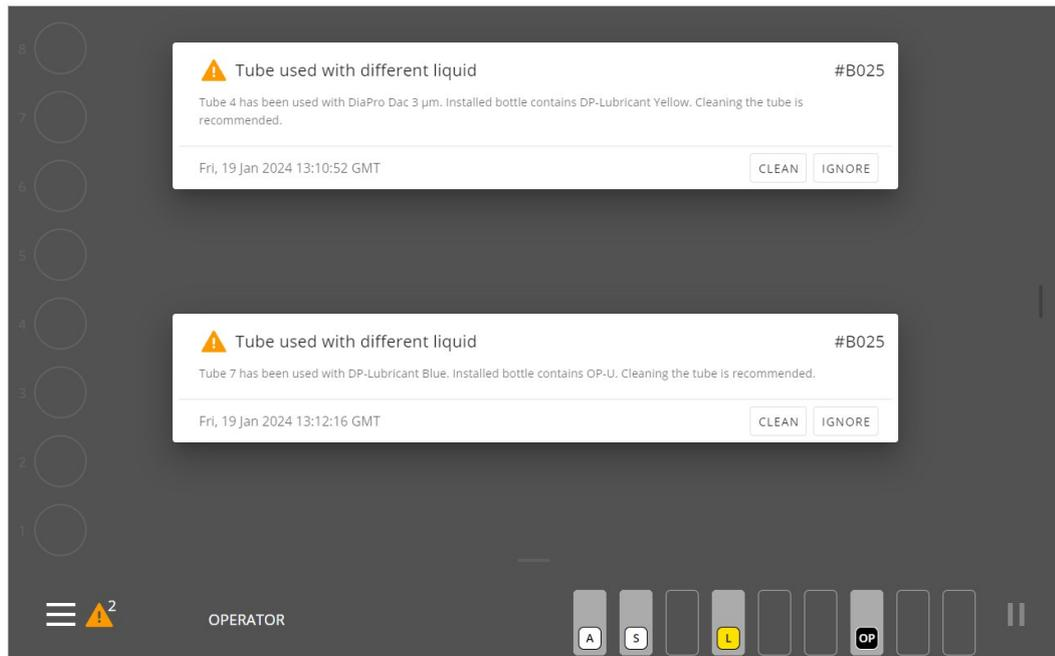 8
Tube used with different liquid #B025
Tube 4 has been used with DiaPro Dac 3 µm. Installed bottle contains DP-Lubricant Yellow. Cleaning the tube is
recommended.
7
Fri, 19 Jan 2024 13:10:52 GMT CLEAN IGNORE
6
5
4
Tube used with different liquid #B025
Tube 7 has been used with DP-Lubricant Blue. Installed bottle contains OP-U. Cleaning the tube is recommended.
3
Fri, 19 Jan 2024 13:12:16 GMT CLEAN IGNORE
2
1
2
OPERATOR
A S L OP